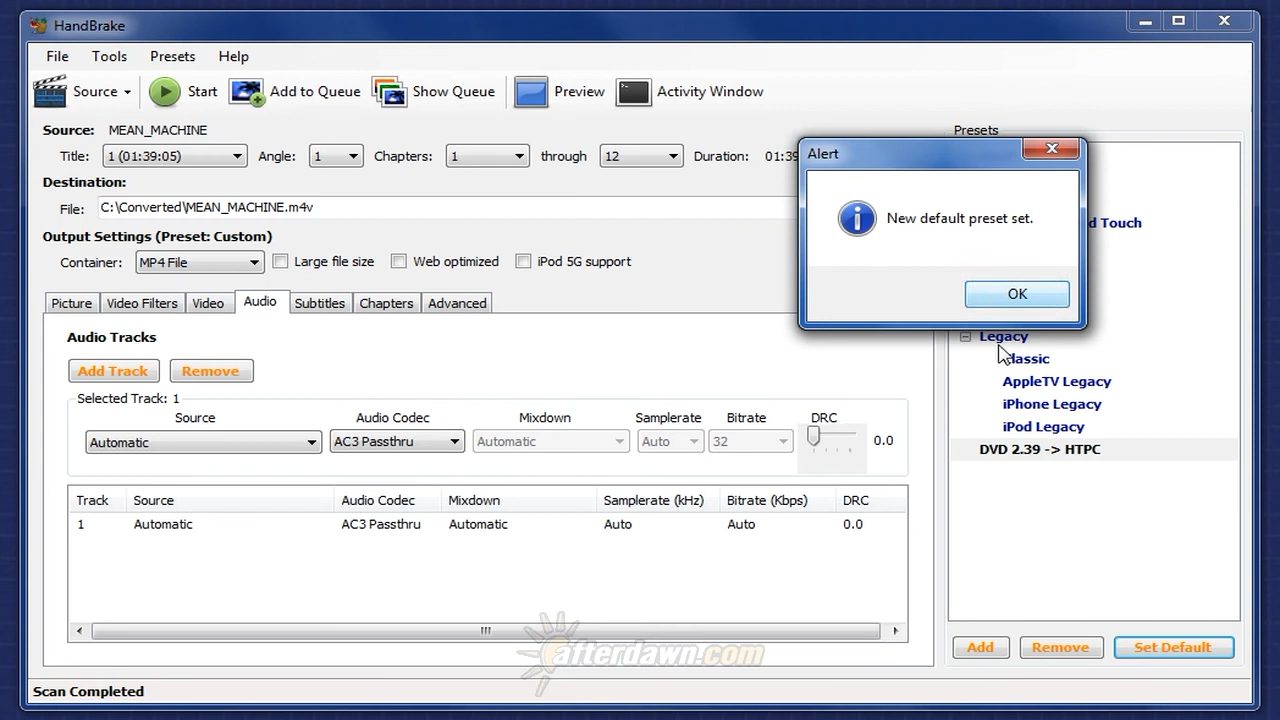 HandBrake
File Tools Presets Help
Source Start Add to Queue Show Queue Preview Activity Window
Source: MEAN_MACHINE
Presets
Title: 1 (01:39:05) Angle: 1 Chapters: 1 through 12 Duration: 01:39
Alert
New default preset set.
OK
Destination:
File: C:\Converted\MEAN_MACHINE.m4v
d Touch
Output Settings (Preset: Custom)
Container: MP4 File Large file size Web optimized iPod 5G support
Picture Video Filters Video Audio Subtitles Chapters Advanced
Audio Tracks
Add Track Remove
Selected Track: 1
Source Audio Codec Mixdown Samplerate Bitrate DRC
Automatic AC3 Passthru Automatic Auto 32 0.0
Track Source Audio Codec Mixdown Samplerate (kHz) Bitrate (Kbps) DRC
1 Automatic AC3 Passthru Automatic Auto Auto 0.0
Legacy
lassic
AppleTV Legacy
iPhone Legacy
iPod Legacy
DVD 2.39 -> HTPC
Add Remove Set Default
afterdawn.com
Scan Completed